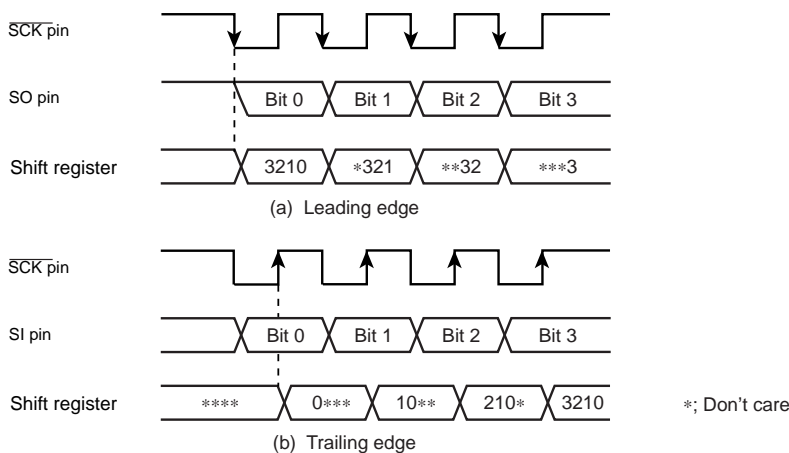 SCK pin
SO pin Bit 0 Bit 1 Bit 2 Bit 3
Shift register 3210 *321 **32 ***3
(a) Leading edge
SCK pin
SI pin Bit 0 Bit 1 Bit 2 Bit 3
Shift register **** 0*** 10** 210* 3210 *; Don't care
(b) Trailing edge